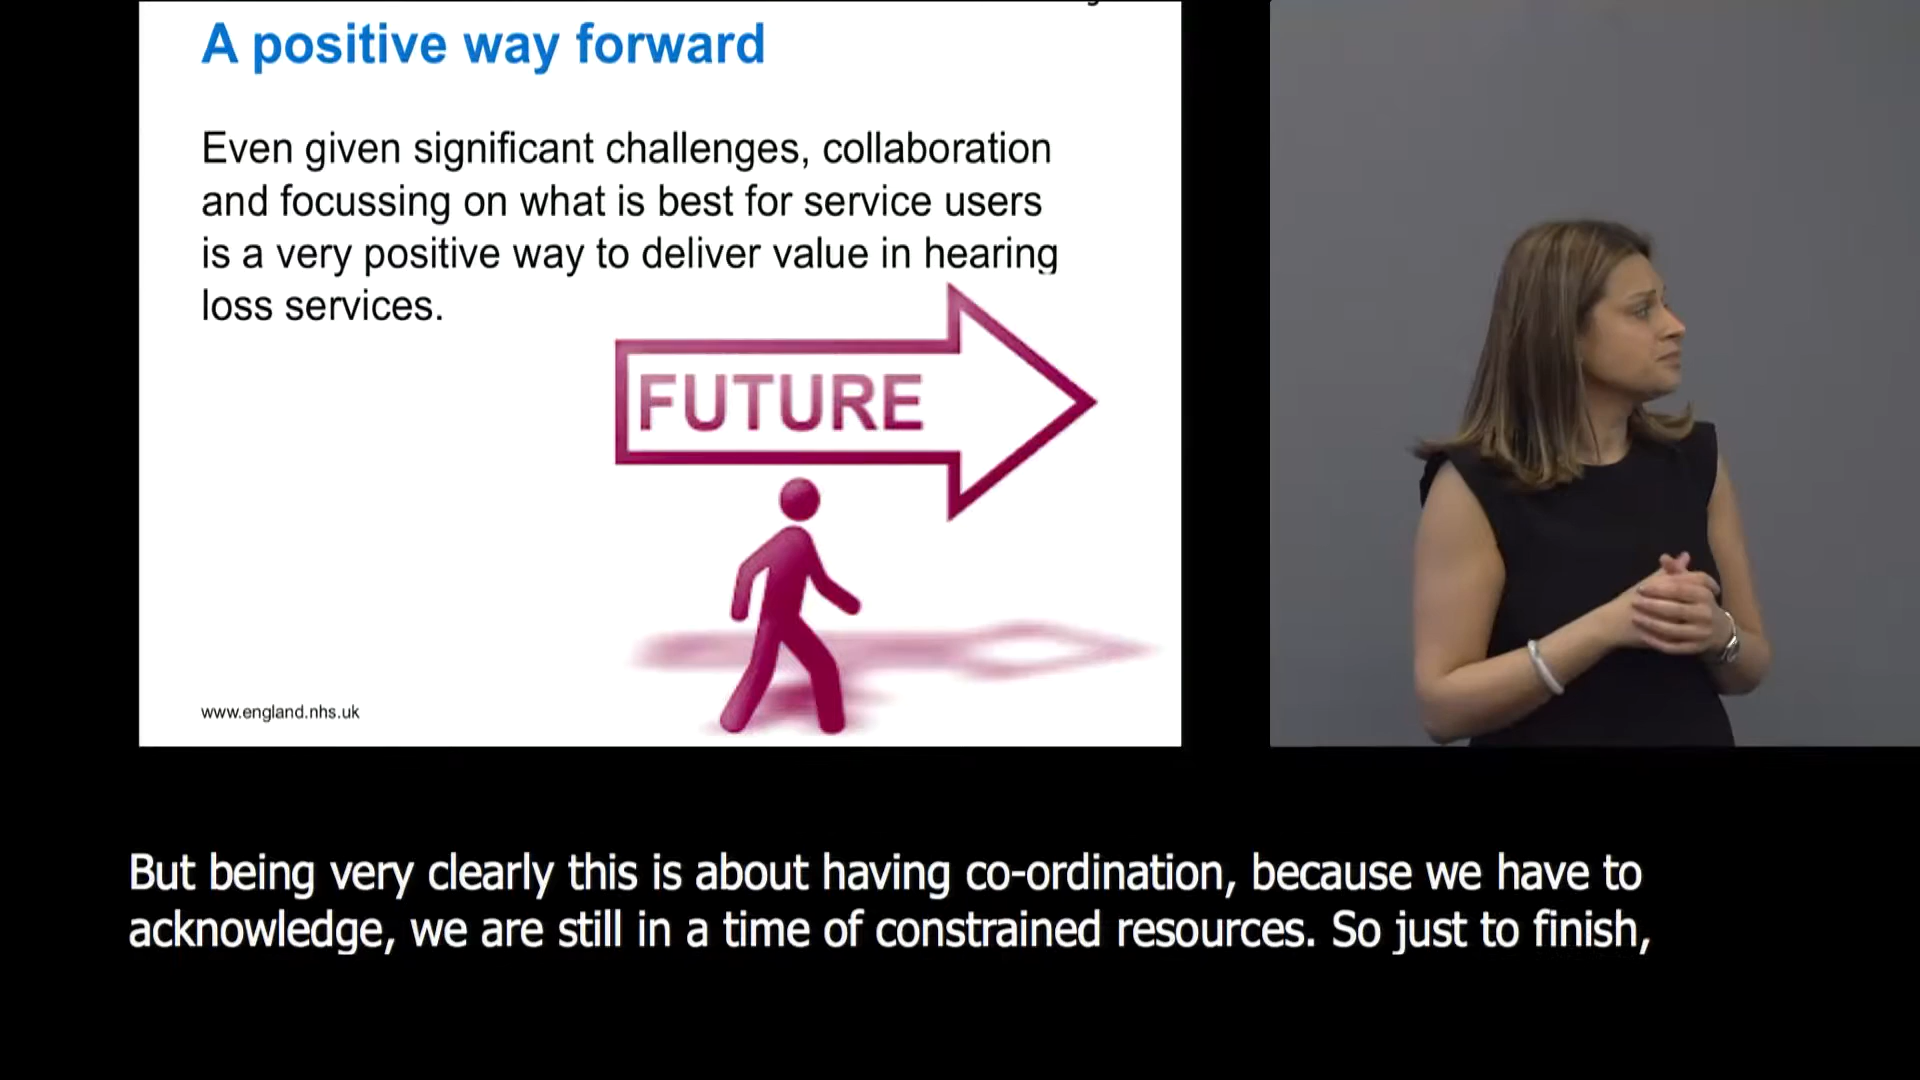 A positive way forward
Even given significant challenges, collaboration
and focussing on what is best for service users
is a very positive way to deliver value in hearing
loss services.
FUTURE
www.england.nhs.uk
But being very clearly this is about having co-ordination, because we have to
acknowledge, we are still in a time of constrained resources. So just to finish,